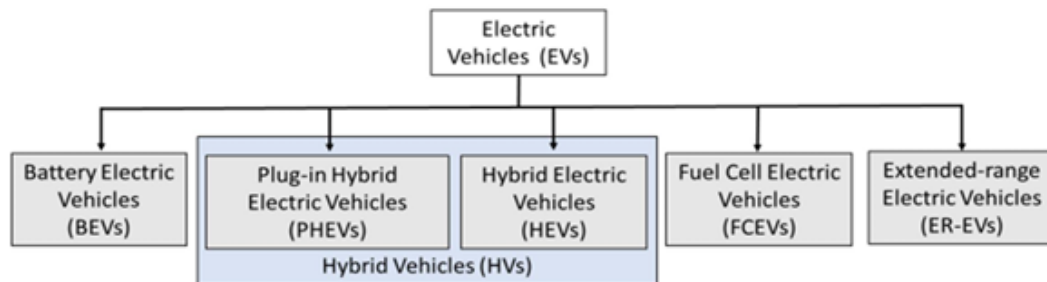 Electric
Vehicles (EVs)
Battery Electric
Vehicles
(BEVs)
Plug-in Hybrid
Electric Vehicles
(PHEVs)
Hybrid Electric
Vehicles
(HEVs)
Fuel Cell Electric
Vehicles
(FCEVs)
Extended-range
Electric Vehicles
(ER-EVs)
Hybrid Vehicles (HVs)